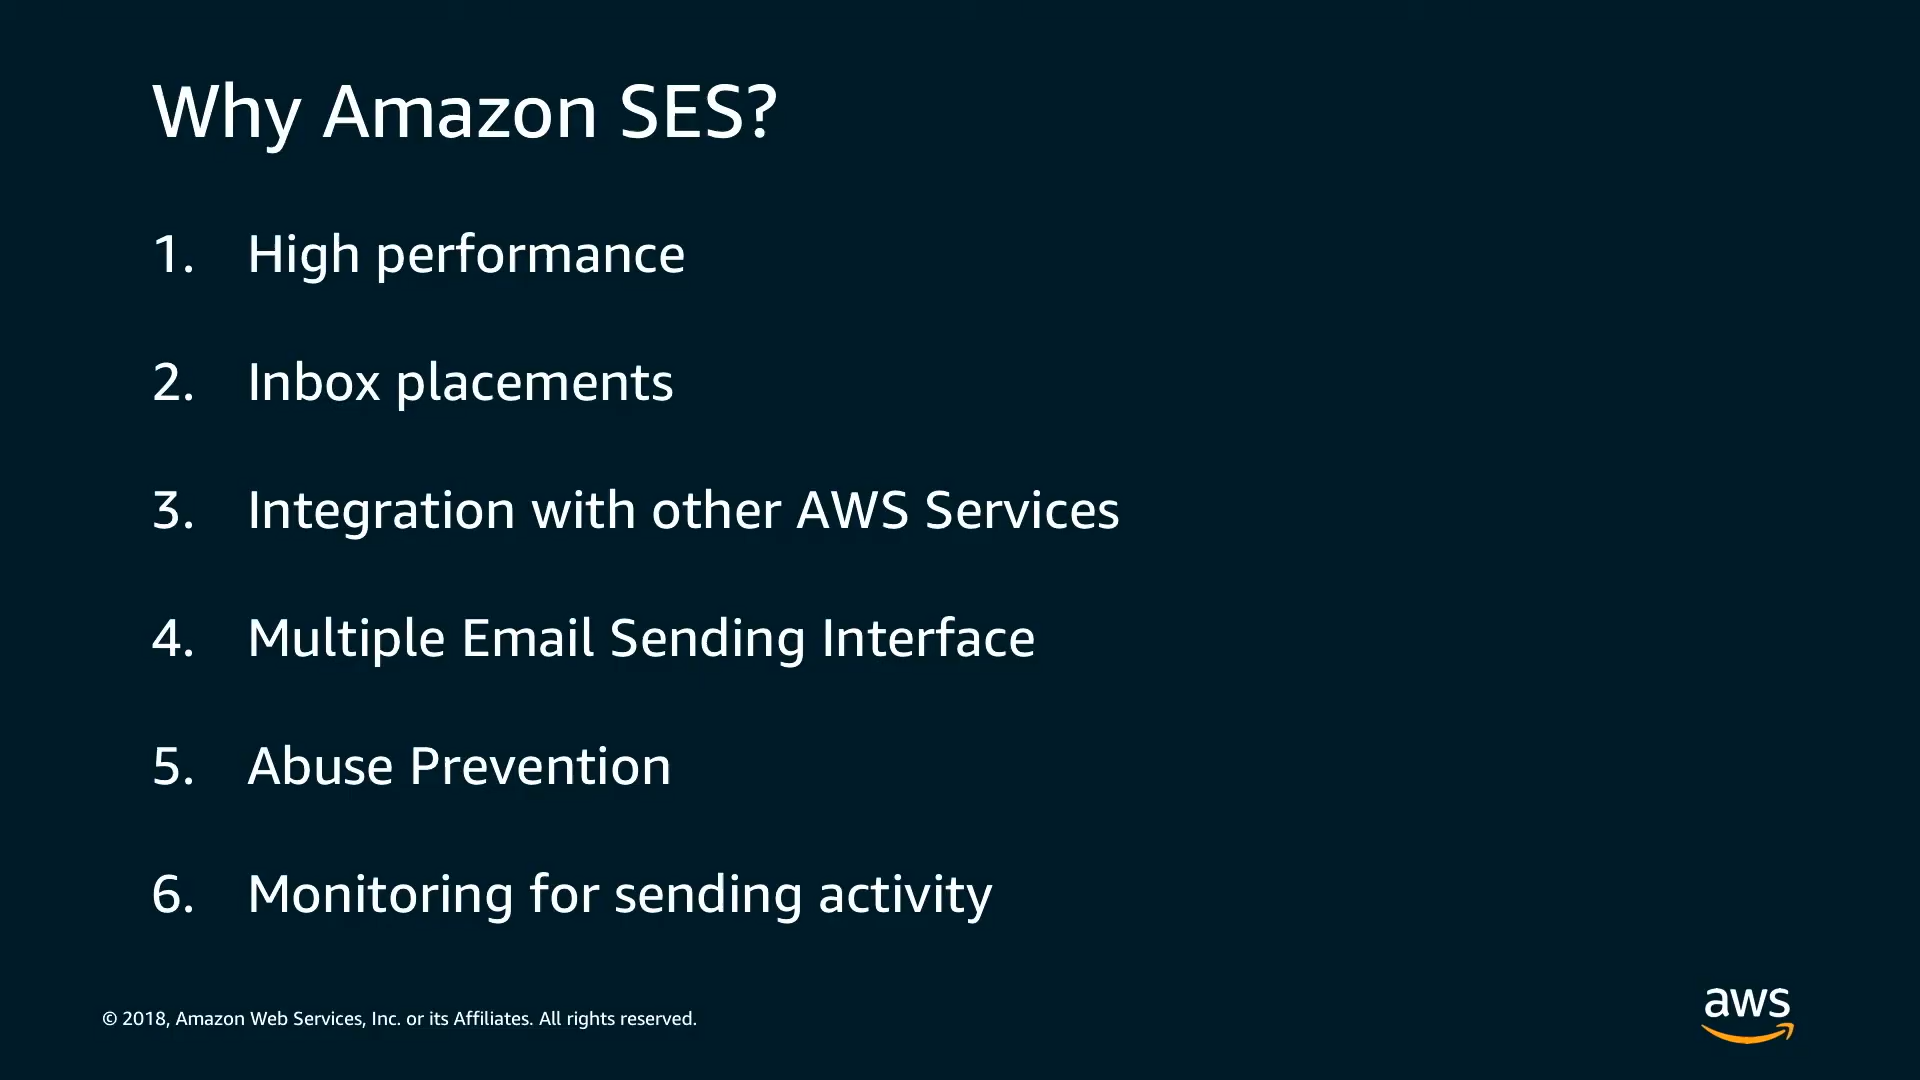 Why Amazon SES?
1. High performance
2. Inbox placements
3. Integration with other AWS Services
4. Multiple Email Sending Interface
5. Abuse Prevention
6. Monitoring for sending activity
© 2018, Amazon Web Services, Inc. or its Affiliates. All rights reserved.
aws